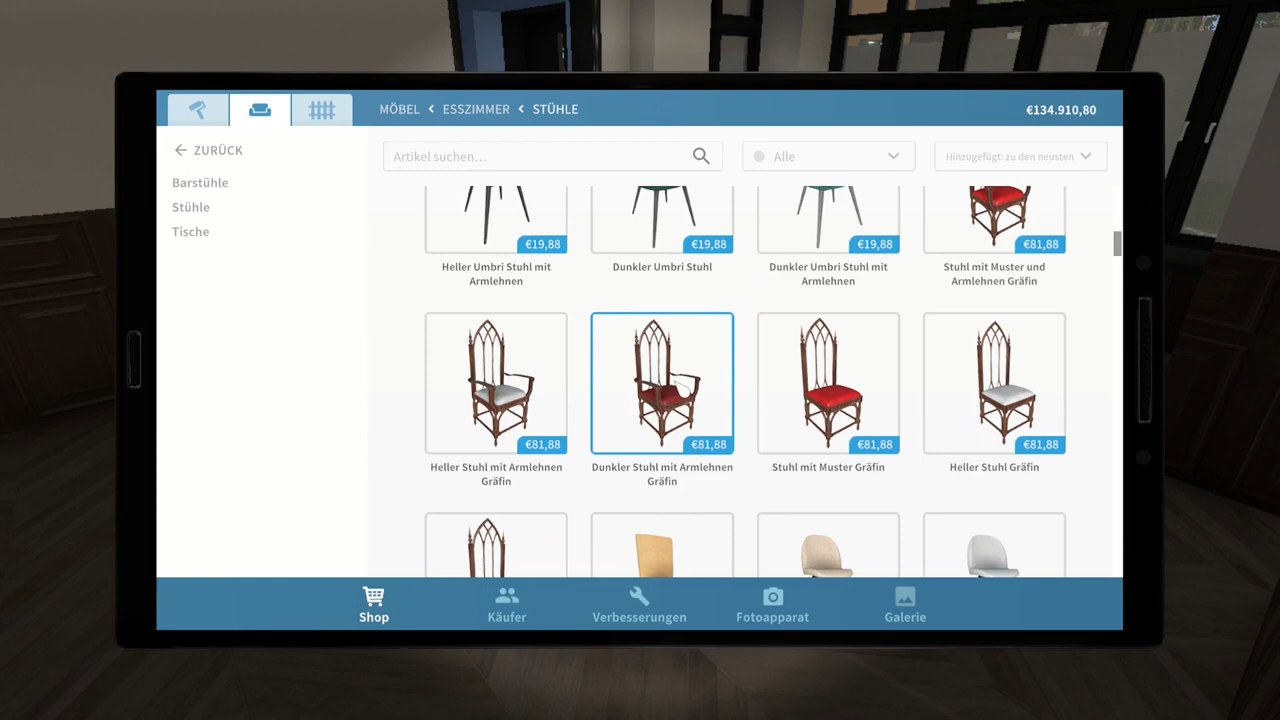 MÖBEL < ESSZIMMER < STÜHLE
€134.910,80
← ZURÜCK
Barstühle
Stühle
Tische
Artikel suchen...
Alle
Hinzugefügt: zu den neusten
€19,88
€19,88
€19,88
€81,88
Heller Umbri Stuhl mit
Armlehnen
Dunkler Umbri Stuhl
Dunkler Umbri Stuhl mit
Armlehnen
Stuhl mit Muster und
Armlehnen Gräfin
€81,88
€81,88
€81,88
€81,88
Heller Stuhl mit Armlehnen
Gräfin
Dunkler Stuhl mit Armlehnen
Gräfin
Stuhl mit Muster Gräfin
Heller Stuhl Gräfin
Shop
Käufer
Verbesserungen
Fotoapparat
Galerie